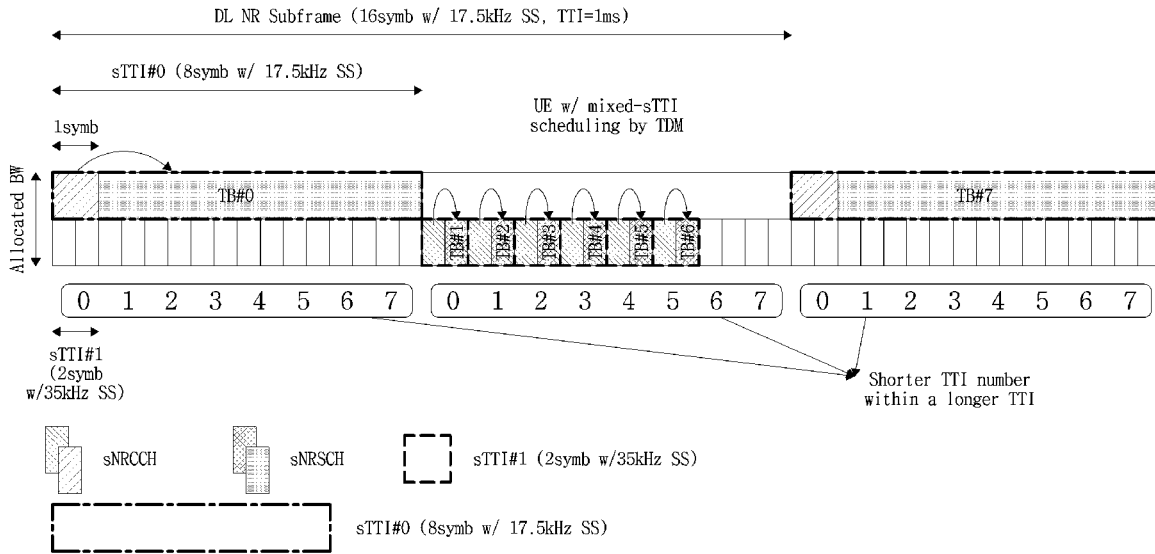 DL NR Subframe (16symb w/ 17.5kHz SS, TTI=1ms)
sTTI#0 (8symb w/ 17.5kHz SS)
UE w/ mixed-sTTI
scheduling by TDM
1symb
Allocated BW
TB#0
TB#7
TB#1
TB#2
TB#3
TB#4
TB#5
TB#6
0 1 2 3 4 5 6 7
0 1 2 3 4 5 6 7
0 1 2 3 4 5 6 7
sTTI#1
(2symb
w/35kHz SS)
Shorter TTI number
within a longer TTI
sNRCCH
sNRSCH
sTTI#1 (2symb w/35kHz SS)
sTTI#0 (8symb w/ 17.5kHz SS)